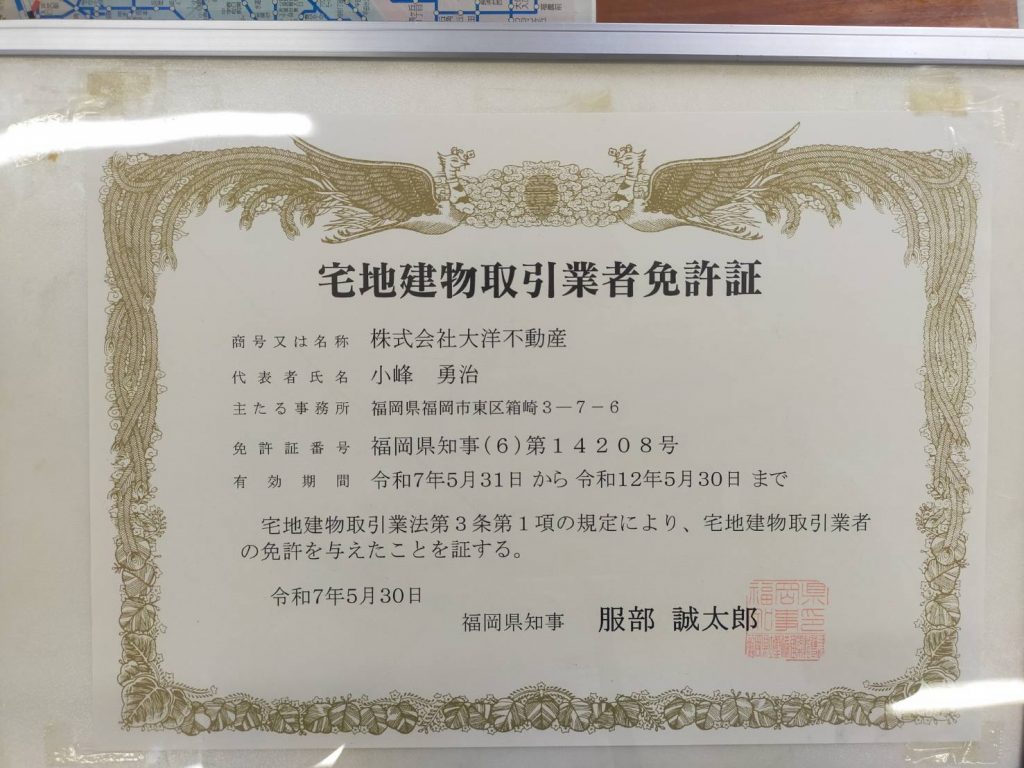 宅地建物取引業者免許証
商号又は名称 株式会社大洋不動産
代表者氏名 小峰 勇治
主たる事務所 福岡県福岡市東区箱崎3-7-6
免許証番号 福岡県知事(6)第14208号
有効期間 令和7年5月31日 から 令和12年5月30日 まで
宅地建物取引業法第3条第1項の規定により、宅地建物取引業者
の免許を与えたことを証する。
令和7年5月30日
福岡県知事 服部 誠太郎